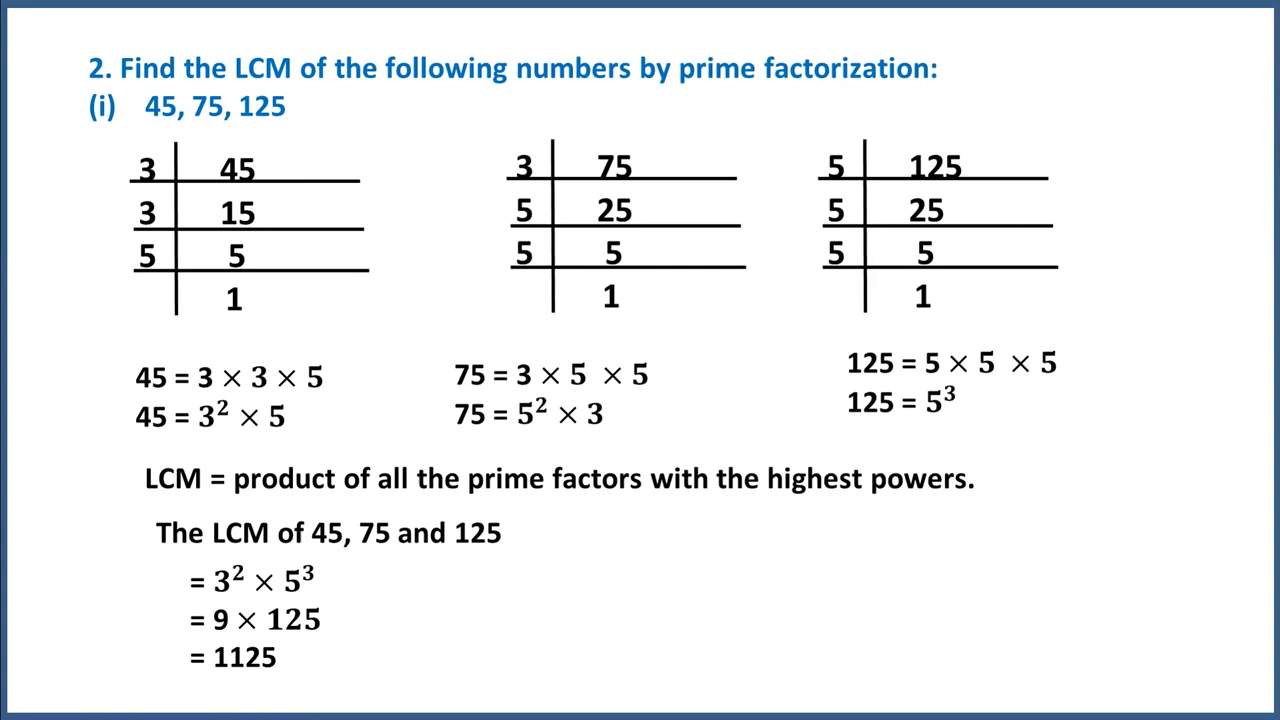 2. Find the LCM of the following numbers by prime factorization:
(i) 45, 75, 125
3 45
3 15
5 5
1
3 75
5 25
5 5
1
5 125
5 25
5 5
1
45 = 3 × 3 × 5
45 = 3² × 5
75 = 3 × 5 × 5
75 = 5² × 3
125 = 5 × 5 × 5
125 = 5³
LCM = product of all the prime factors with the highest powers.
The LCM of 45, 75 and 125
= 3² × 5³
= 9 × 125
= 1125